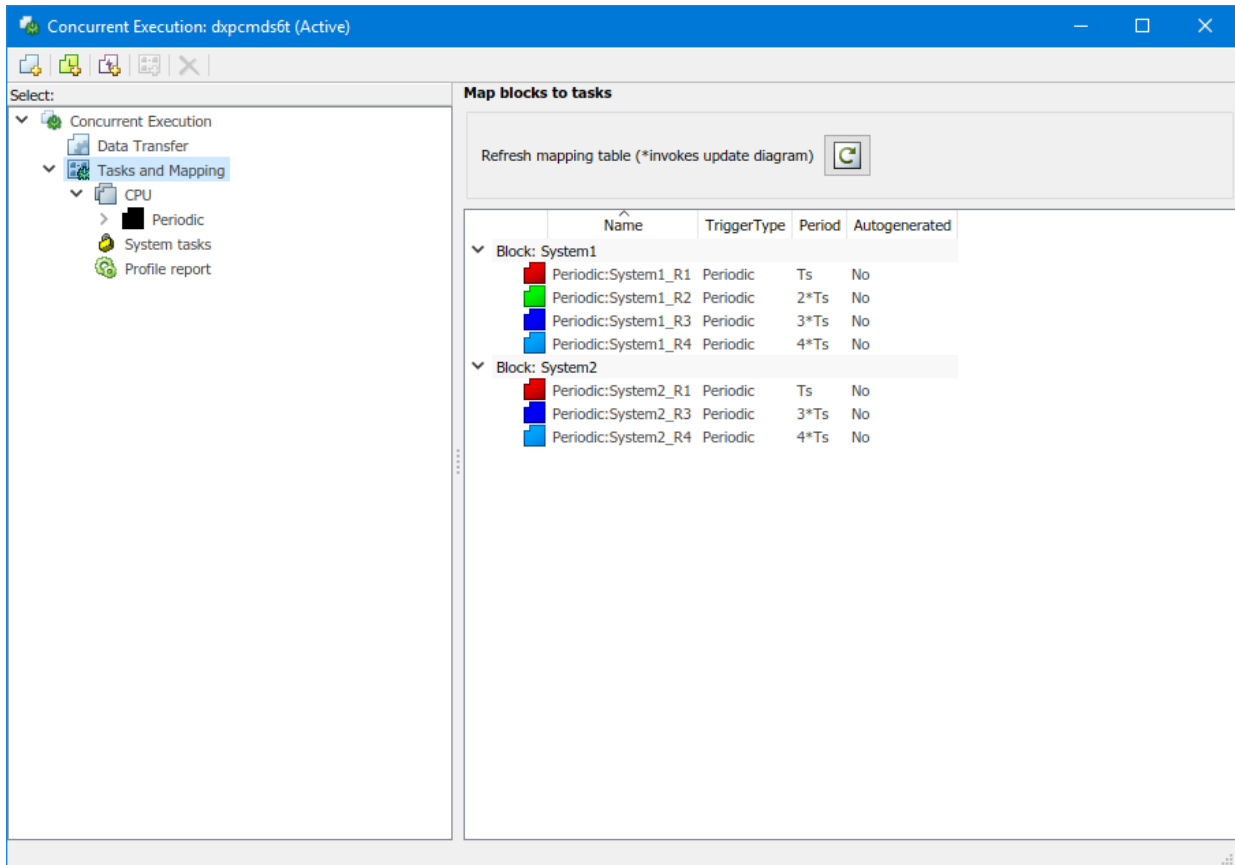 Concurrent Execution: dxpcmds6t (Active)
Select:
Concurrent Execution
Data Transfer
Tasks and Mapping
CPU
Periodic
System tasks
Profile report
Map blocks to tasks
Refresh mapping table (*invokes update diagram)
Name TriggerType Period Autogenerated
Block: System1
Periodic:System1_R1 Periodic Ts No
Periodic:System1_R2 Periodic 2*Ts No
Periodic:System1_R3 Periodic 3*Ts No
Periodic:System1_R4 Periodic 4*Ts No
Block: System2
Periodic:System2_R1 Periodic Ts No
Periodic:System2_R3 Periodic 3*Ts No
Periodic:System2_R4 Periodic 4*Ts No